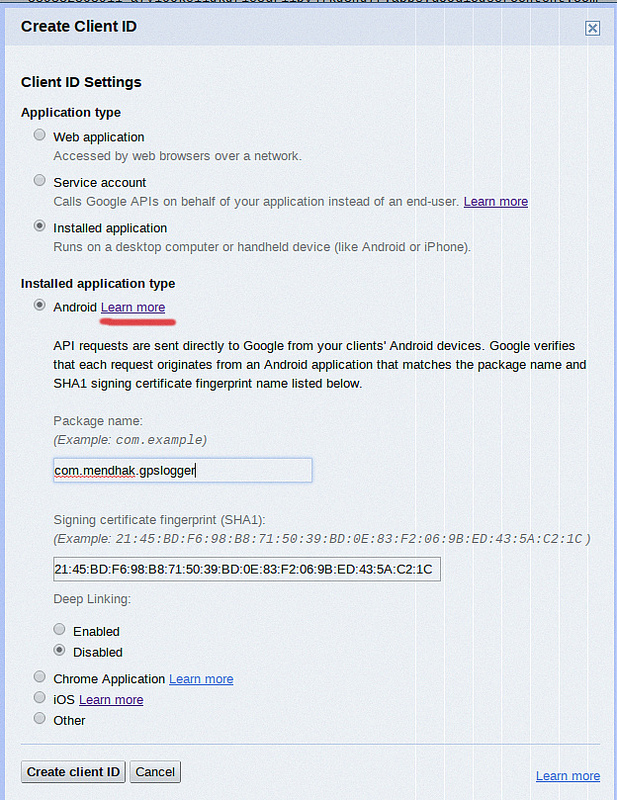 Create Client ID
Client ID Settings
Application type
Web application
Accessed by web browsers over a network.
Service account
Calls Google APIs on behalf of your application instead of an end-user. Learn more
Installed application
Runs on a desktop computer or handheld device (like Android or iPhone).
Installed application type
Android Learn more
API requests are sent directly to Google from your clients' Android devices. Google verifies
that each request originates from an Android application that matches the package name and
SHA1 signing certificate fingerprint name listed below.
Package name:
(Example: com.example)
com.mendhak.gpslogger
Signing certificate fingerprint (SHA1):
(Example: 21:45:BD:F6:98:B8:71:50:39:BD:0E:83:F2:06:9B:ED:43:5A:C2:1C )
21:45:BD:F6:98:B8:71:50:39:BD:0E:83:F2:06:9B:ED:43:5A:C2:1C
Deep Linking:
Enabled
Disabled
Chrome Application Learn more
iOS Learn more
Other
Create client ID Cancel
Learn more